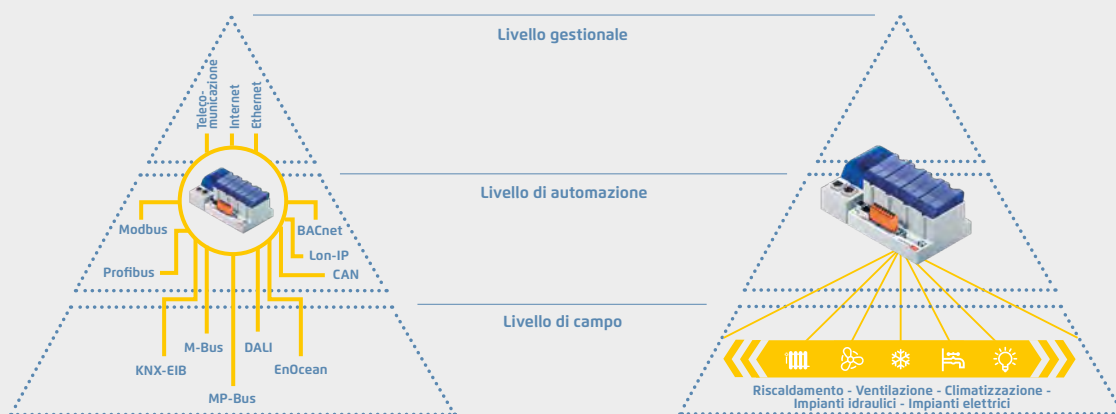 Livello gestionale
Teleco-
municazione
Internet
Ethernet
Livello di automazione
Modbus
BACnet
Lon-IP
Profibus
CAN
Livello di campo
M-Bus
DALI
KNX-EIB
EnOcean
MP-Bus
Riscaldamento - Ventilazione - Climatizzazione -
Impianti idraulici - Impianti elettrici